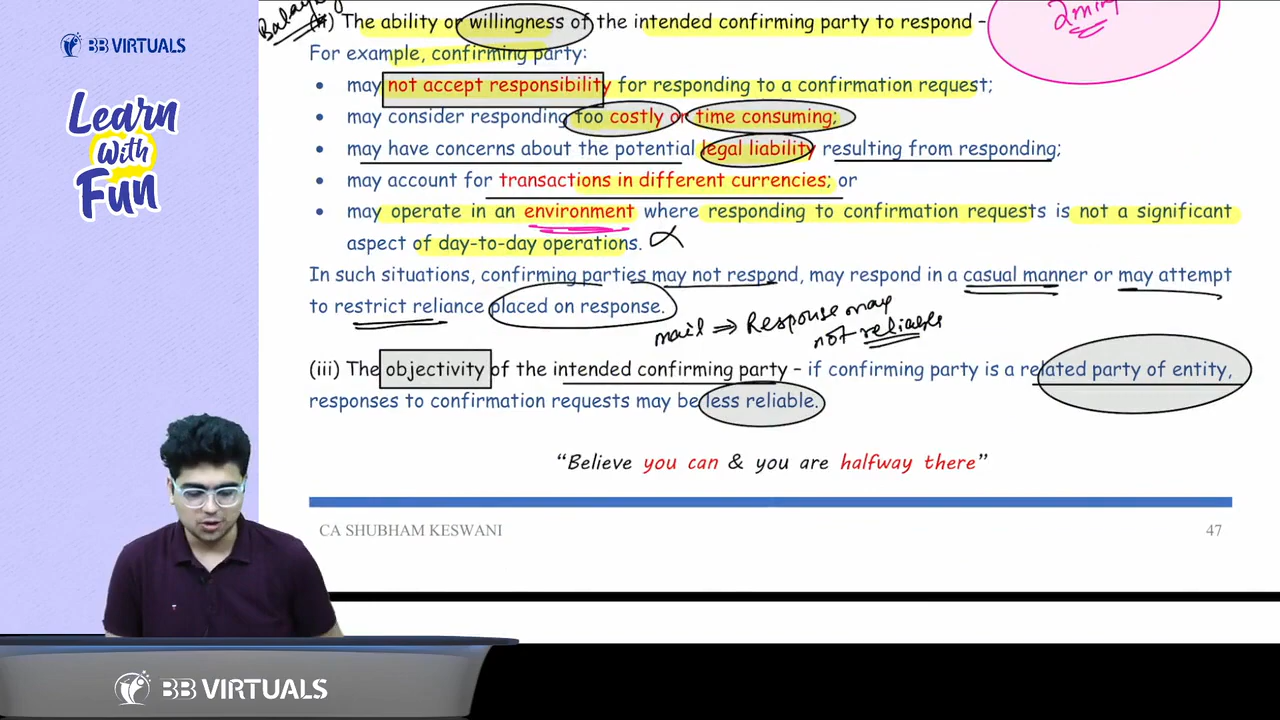 BB VIRTUALS
Learn
With
Fun
(ii) The ability or willingness of the intended confirming party to respond –
2 min
For example, confirming party:
• may not accept responsibility for responding to a confirmation request;
• may consider responding too costly or time consuming;
• may have concerns about the potential legal liability resulting from responding;
• may account for transactions in different currencies; or
• may operate in an environment where responding to confirmation requests is not a significant
aspect of day-to-day operations.
In such situations, confirming parties may not respond, may respond in a casual manner or may attempt
to restrict reliance placed on response.
mail ⇒ Response may
not reliable
(iii) The objectivity of the intended confirming party – if confirming party is a related party of entity,
responses to confirmation requests may be less reliable.
“Believe you can & you are halfway there”
CA SHUBHAM KESWANI
47
BB VIRTUALS